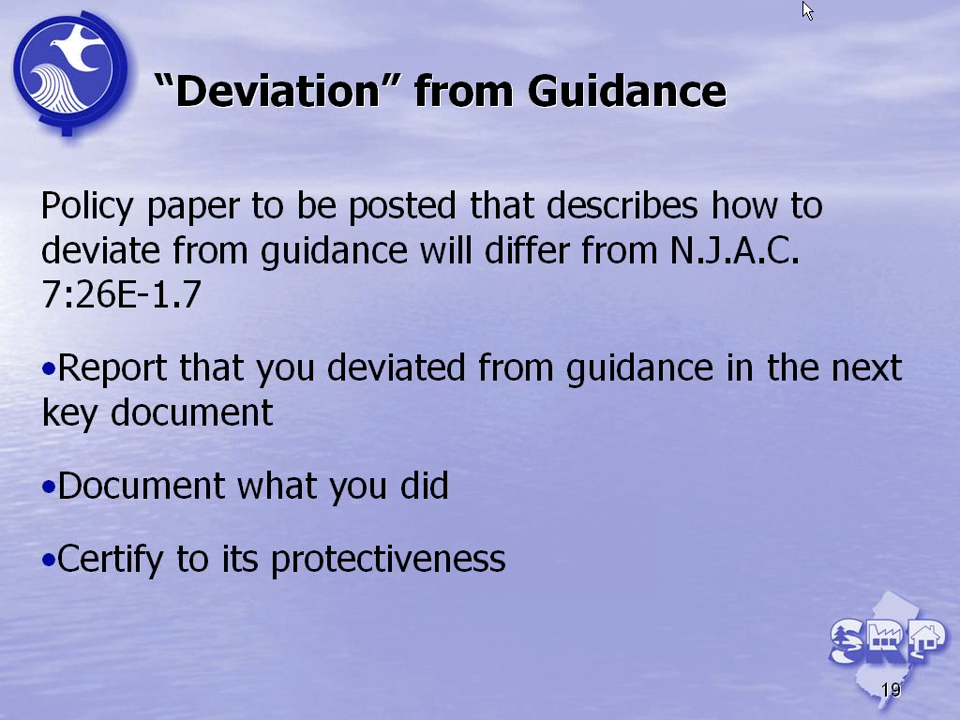 “Deviation” from Guidance
Policy paper to be posted that describes how to
deviate from guidance will differ from N.J.A.C.
7:26E-1.7
•Report that you deviated from guidance in the next
key document
•Document what you did
•Certify to its protectiveness
SRP
19